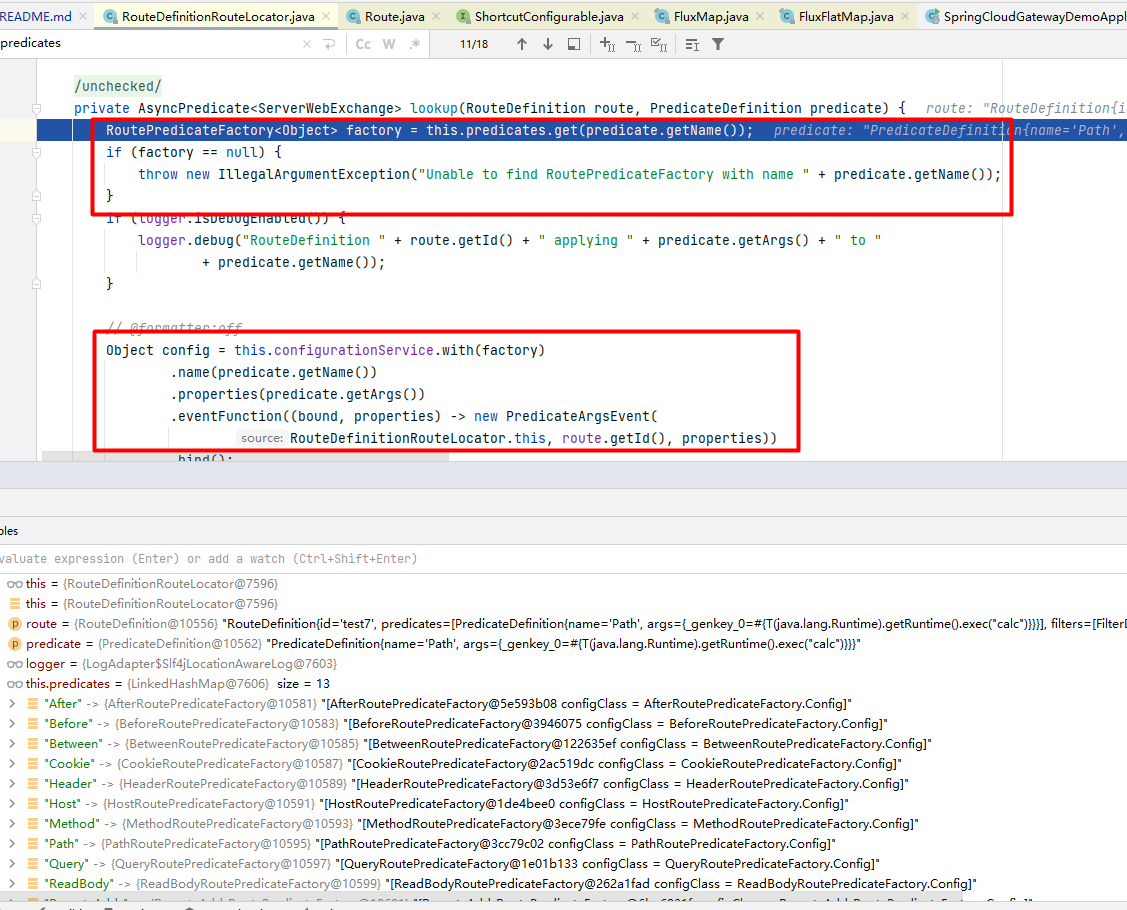 README.md × RouteDefinitionRouteLocator.java × Route.java × ShortcutConfigurable.java × FluxMap.java × FluxFlatMap.java × SpringCloudGatewayDemoAppl
predicates × Cc W .* 11/18
/unchecked/
private AsyncPredicate<ServerWebExchange> lookup(RouteDefinition route, PredicateDefinition predicate) { route: "RouteDefinition{i
RoutePredicateFactory<Object> factory = this.predicates.get(predicate.getName()); predicate: "PredicateDefinition{name='Path',
if (factory == null) {
throw new IllegalArgumentException("Unable to find RoutePredicateFactory with name " + predicate.getName());
}
if (logger.isDebugEnabled()) {
logger.debug("RouteDefinition " + route.getId() + " applying " + predicate.getArgs() + " to "
+ predicate.getName());
}
// @formatter:off
Object config = this.configurationService.with(factory)
.name(predicate.getName())
.properties(predicate.getArgs())
.eventFunction((bound, properties) -> new PredicateArgsEvent(
source: RouteDefinitionRouteLocator.this, route.getId(), properties))
.bind();
bles
valuate expression (Enter) or add a watch (Ctrl+Shift+Enter)
this = {RouteDefinitionRouteLocator@7596}
this = {RouteDefinitionRouteLocator@7596}
route = {RouteDefinition@10556} "RouteDefinition{id='test7', predicates=[PredicateDefinition{name='Path', args={_genkey_0=#{T(java.lang.Runtime).getRuntime().exec("calc")}}}], filters=[FilterD
predicate = {PredicateDefinition@10562} "PredicateDefinition{name='Path', args={_genkey_0=#{T(java.lang.Runtime).getRuntime().exec("calc")}}}"
logger = {LogAdapter$Slf4jLocationAwareLog@7603}
this.predicates = {LinkedHashMap@7606} size = 13
"After" -> {AfterRoutePredicateFactory@10581} "[AfterRoutePredicateFactory@5e593b08 configClass = AfterRoutePredicateFactory.Config]"
"Before" -> {BeforeRoutePredicateFactory@10583} "[BeforeRoutePredicateFactory@3946075 configClass = BeforeRoutePredicateFactory.Config]"
"Between" -> {BetweenRoutePredicateFactory@10585} "[BetweenRoutePredicateFactory@122635ef configClass = BetweenRoutePredicateFactory.Config]"
"Cookie" -> {CookieRoutePredicateFactory@10587} "[CookieRoutePredicateFactory@2ac519dc configClass = CookieRoutePredicateFactory.Config]"
"Header" -> {HeaderRoutePredicateFactory@10589} "[HeaderRoutePredicateFactory@3d53e6f7 configClass = HeaderRoutePredicateFactory.Config]"
"Host" -> {HostRoutePredicateFactory@10591} "[HostRoutePredicateFactory@1de4bee0 configClass = HostRoutePredicateFactory.Config]"
"Method" -> {MethodRoutePredicateFactory@10593} "[MethodRoutePredicateFactory@3ece79fe configClass = MethodRoutePredicateFactory.Config]"
"Path" -> {PathRoutePredicateFactory@10595} "[PathRoutePredicateFactory@3cc79c02 configClass = PathRoutePredicateFactory.Config]"
"Query" -> {QueryRoutePredicateFactory@10597} "[QueryRoutePredicateFactory@1e01b133 configClass = QueryRoutePredicateFactory.Config]"
"ReadBody" -> {ReadBodyRoutePredicateFactory@10599} "[ReadBodyRoutePredicateFactory@262a1fad configClass = ReadBodyRoutePredicateFactory.Config]"